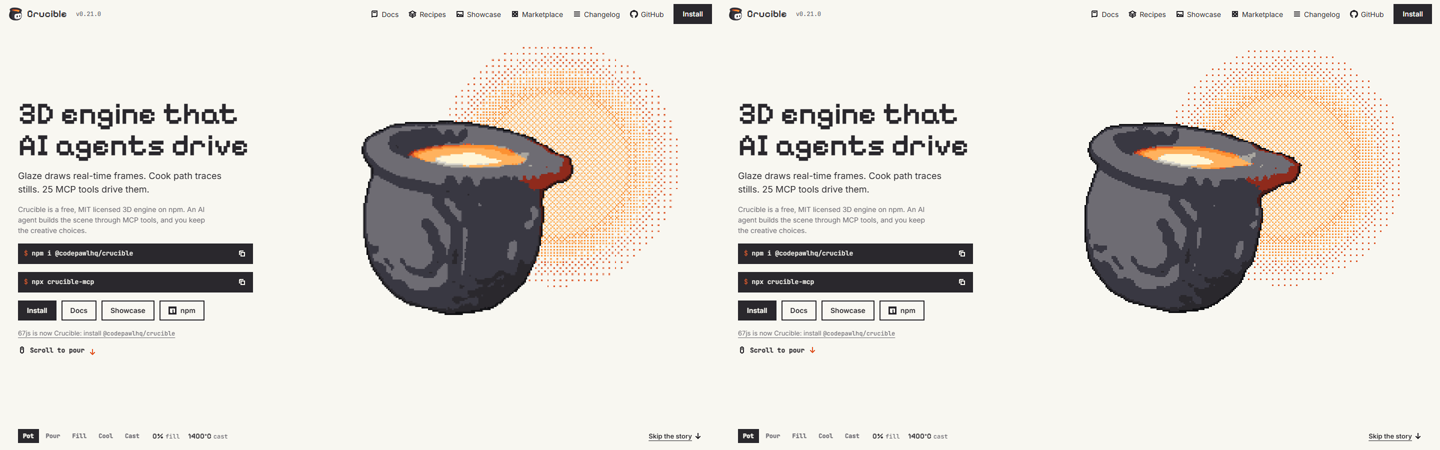 Crucible v0.21.0 Docs Recipes Showcase Marketplace Changelog GitHub Install
3D engine that
AI agents drive
Glaze draws real-time frames. Cook path traces
stills. 25 MCP tools drive them.
Crucible is a free, MIT licensed 3D engine on npm. An AI
agent builds the scene through MCP tools, and you keep
the creative choices.
$ npm i @codepawlhq/crucible
$ npx crucible-mcp
Install Docs Showcase npm
67js is now Crucible: install @codepawlhq/crucible
Scroll to pour ↓
Pot Pour Fill Cool Cast 0% fill 1400°C cast Skip the story ↓
Crucible v0.21.0 Docs Recipes Showcase Marketplace Changelog GitHub Install
3D engine that
AI agents drive
Glaze draws real-time frames. Cook path traces
stills. 25 MCP tools drive them.
Crucible is a free, MIT licensed 3D engine on npm. An AI
agent builds the scene through MCP tools, and you keep
the creative choices.
$ npm i @codepawlhq/crucible
$ npx crucible-mcp
Install Docs Showcase npm
67js is now Crucible: install @codepawlhq/crucible
Scroll to pour ↓
Pot Pour Fill Cool Cast 0% fill 1400°C cast Skip the story ↓